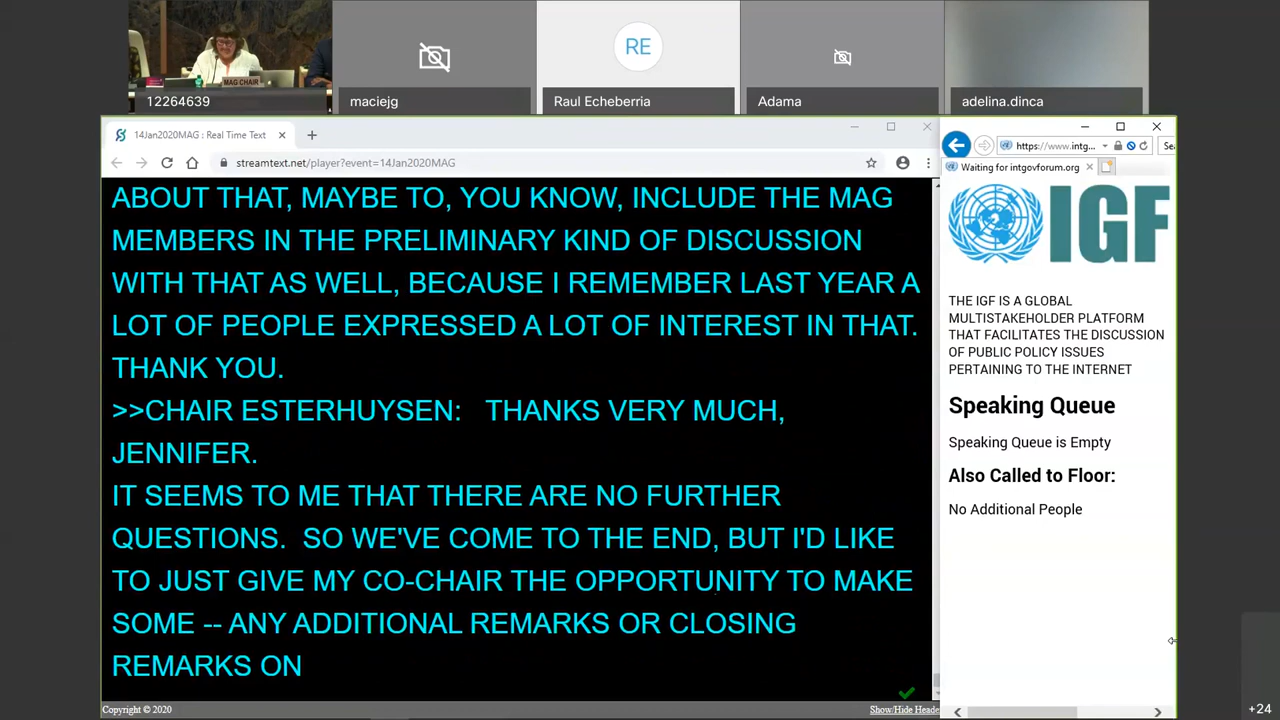 MAG CHAIR
12264639
maciejg
RE
Raul Echeberria
Adama
adelina.dinca
14Jan2020MAG : Real Time Text
streamtext.net/player?event=14Jan2020MAG
ABOUT THAT, MAYBE TO, YOU KNOW, INCLUDE THE MAG
MEMBERS IN THE PRELIMINARY KIND OF DISCUSSION
WITH THAT AS WELL, BECAUSE I REMEMBER LAST YEAR A
LOT OF PEOPLE EXPRESSED A LOT OF INTEREST IN THAT.
THANK YOU.
>>CHAIR ESTERHUYSEN:   THANKS VERY MUCH,
JENNIFER.
IT SEEMS TO ME THAT THERE ARE NO FURTHER
QUESTIONS.  SO WE'VE COME TO THE END, BUT I'D LIKE
TO JUST GIVE MY CO-CHAIR THE OPPORTUNITY TO MAKE
SOME -- ANY ADDITIONAL REMARKS OR CLOSING
REMARKS ON
Copyright © 2020
Show/Hide Heade
https://www.intg...
Sea
Waiting for intgovforum.org
IGF
THE IGF IS A GLOBAL
MULTISTAKEHOLDER PLATFORM
THAT FACILITATES THE DISCUSSION
OF PUBLIC POLICY ISSUES
PERTAINING TO THE INTERNET
Speaking Queue
Speaking Queue is Empty
Also Called to Floor:
No Additional People
+24